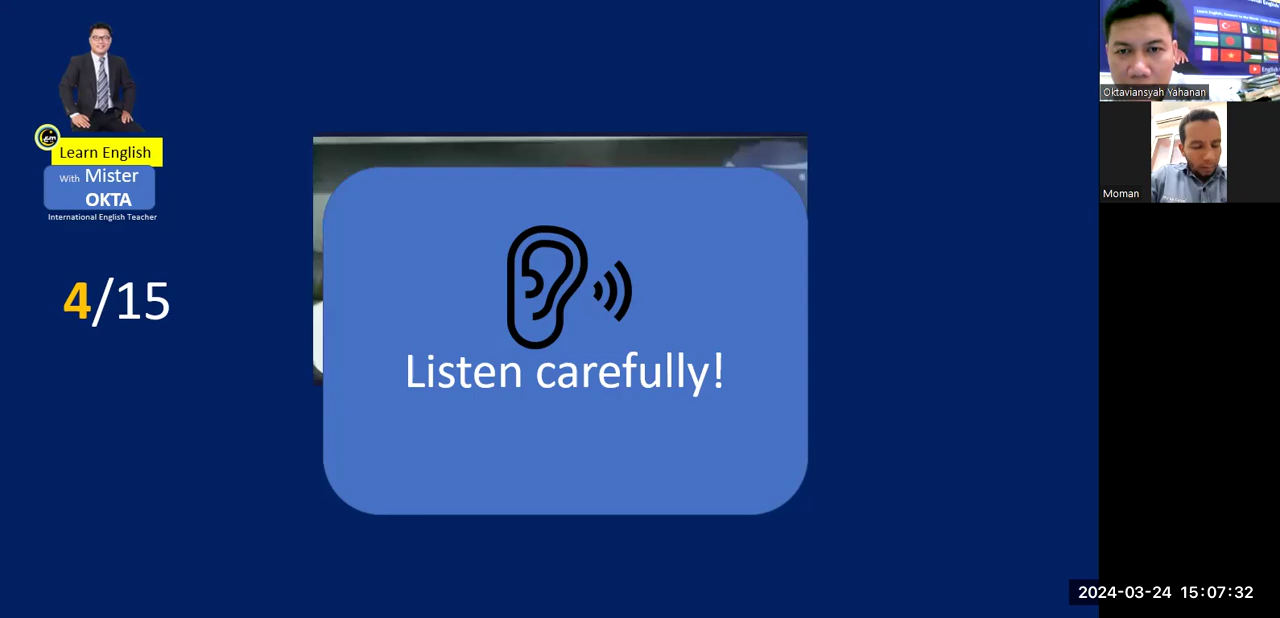 Learn English
With Mister
OKTA
International English Teacher
4/15
Listen carefully!
Oktaviansyah Yahanan
Moman
2024-03-24 15:07:32